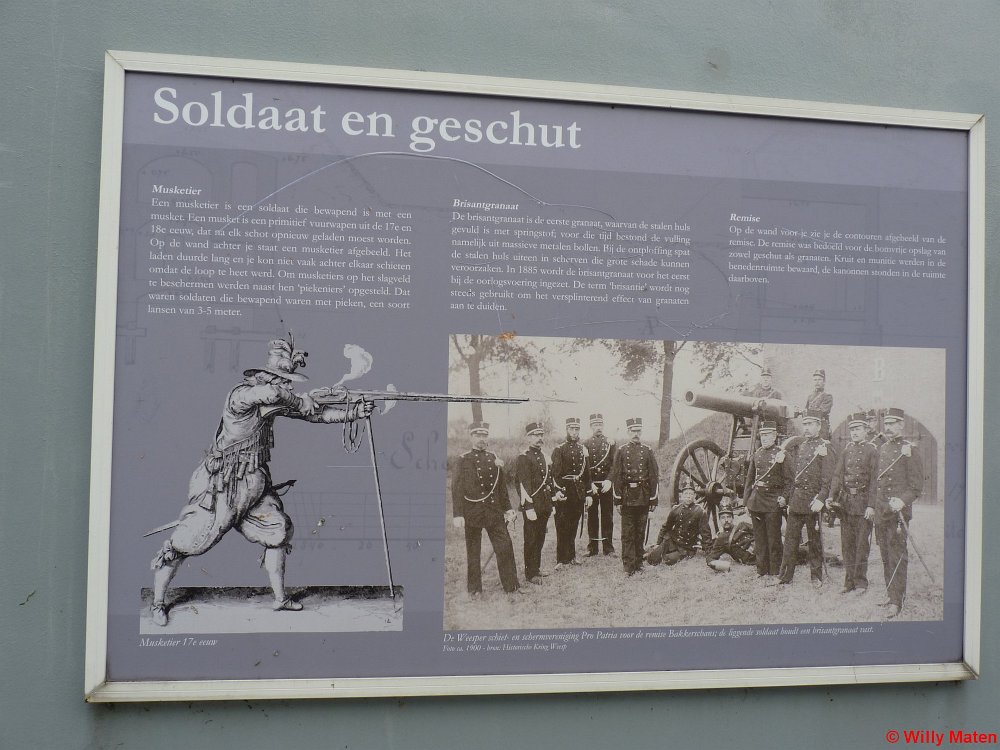 Soldaat en geschut
Musketier
Een musketier is een soldaat die bewapend is met een
musket. Een musket is een primitief vuurwapen uit de 17e en
18e eeuw, dat na elk schot opnieuw geladen moest worden.
Op de wand achter je staat een musketier afgebeeld. Het
laden duurde lang en je kon niet vaak achter elkaar schieten
omdat de loop te heet werd. Om musketiers op het slagveld
te beschermen werden naast hen 'piekeniers' opgesteld. Dat
waren soldaten die bewapend waren met pieken, een soort
lansen van 3-5 meter.
Brisantgranaat
De brisantgranaat is de eerste granaat, waarvan de stalen huls
gevuld is met springstof; voor die tijd bestond de vulling
namelijk uit massieve metalen bollen. Bij de ontploffing spat
de stalen huls uiteen in scherven die grote schade kunnen
veroorzaken. In 1885 wordt de brisantgranaat voor het eerst
bij de oorlogsvoering ingezet. De term 'brisantie' wordt nog
steeds gebruikt om het versplinterend effect van granaten
aan te duiden.
Remise
Op de wand voor je zie je de contouren afgebeeld van de
remise. De remise was bedoeld voor de bomvrije opslag van
zowel geschut als granaten. Kruit en munitie werden in de
benedenruimte bewaard, de kanonnen stonden in de ruimte
daarboven.
Musketier 17e eeuw
De Weesper schiet- en schermvereniging Pro Patria voor de remise Bakkerschans; de liggende soldaat houdt een brisantgranaat vast.
Foto ca. 1900 - bron: Historische Kring Weesp
© Willy Maten